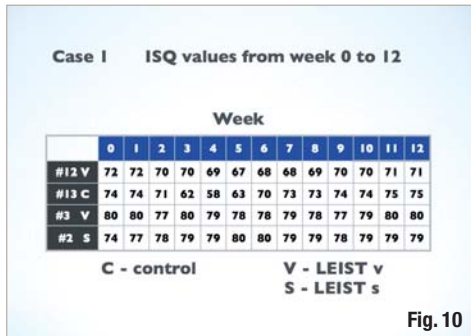 Case 1 ISQ values from week 0 to 12
Week
0 1 2 3 4 5 6 7 8 9 10 11 12
#12 V 72 72 70 70 69 67 68 68 69 70 70 71 71
#13 C 74 74 71 62 58 63 70 73 73 74 74 75 75
#3 V 80 80 77 80 79 78 78 79 78 77 79 80 80
#2 S 74 77 78 79 79 80 80 79 79 78 79 79 79
C - control V - LEIST v
S - LEIST s
Fig. 10